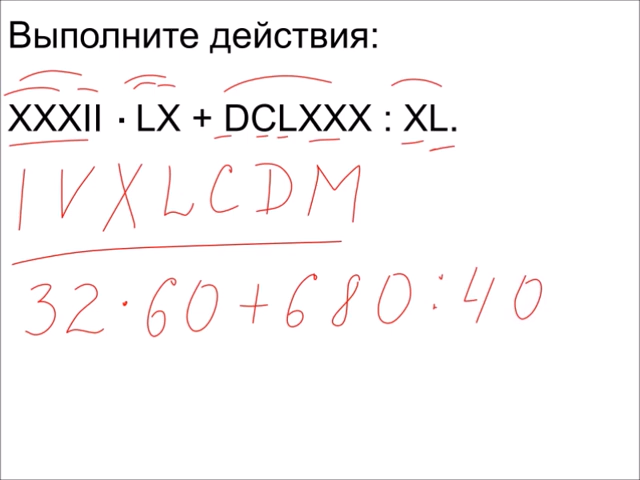 Выполните действия:
XXXII · LX + DCLXXX : XL.
I V X L C D M
32·60+680:40